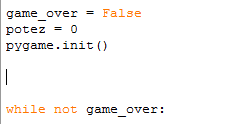 game_over = False
potez = 0
pygame.init()
while not game_over: